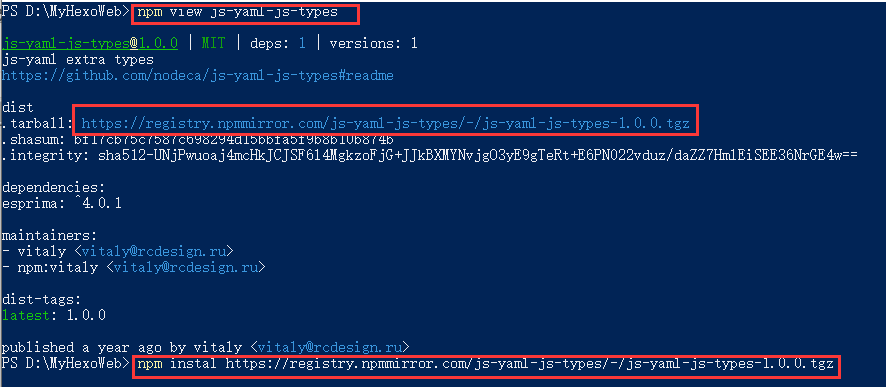 PS D:\MyHexoWeb> npm view js-yaml-js-types
js-yaml-js-types@1.0.0 | MIT | deps: 1 | versions: 1
js-yaml extra types
https://github.com/nodeca/js-yaml-js-types#readme
dist
.tarball: https://registry.npmmirror.com/js-yaml-js-types/-/js-yaml-js-types-1.0.0.tgz
.shasum: bf17cb75c7587c698294d15bbfa5f9b8b106874b
.integrity: sha512-UNjPwuoaj4mcHkJCJSF614MgkzoFjG+JJkBXMYNvjgO3yE9gTeRt+E6PN022vduz/daZZ7Hm1EiSEE36NrGE4w==
dependencies:
esprima: ^4.0.1
maintainers:
- vitaly <vitaly@rcdesign.ru>
- npm:vitaly <vitaly@rcdesign.ru>
dist-tags:
latest: 1.0.0
published a year ago by vitaly <vitaly@rcdesign.ru>
PS D:\MyHexoWeb> npm instal https://registry.npmmirror.com/js-yaml-js-types/-/js-yaml-js-types-1.0.0.tgz